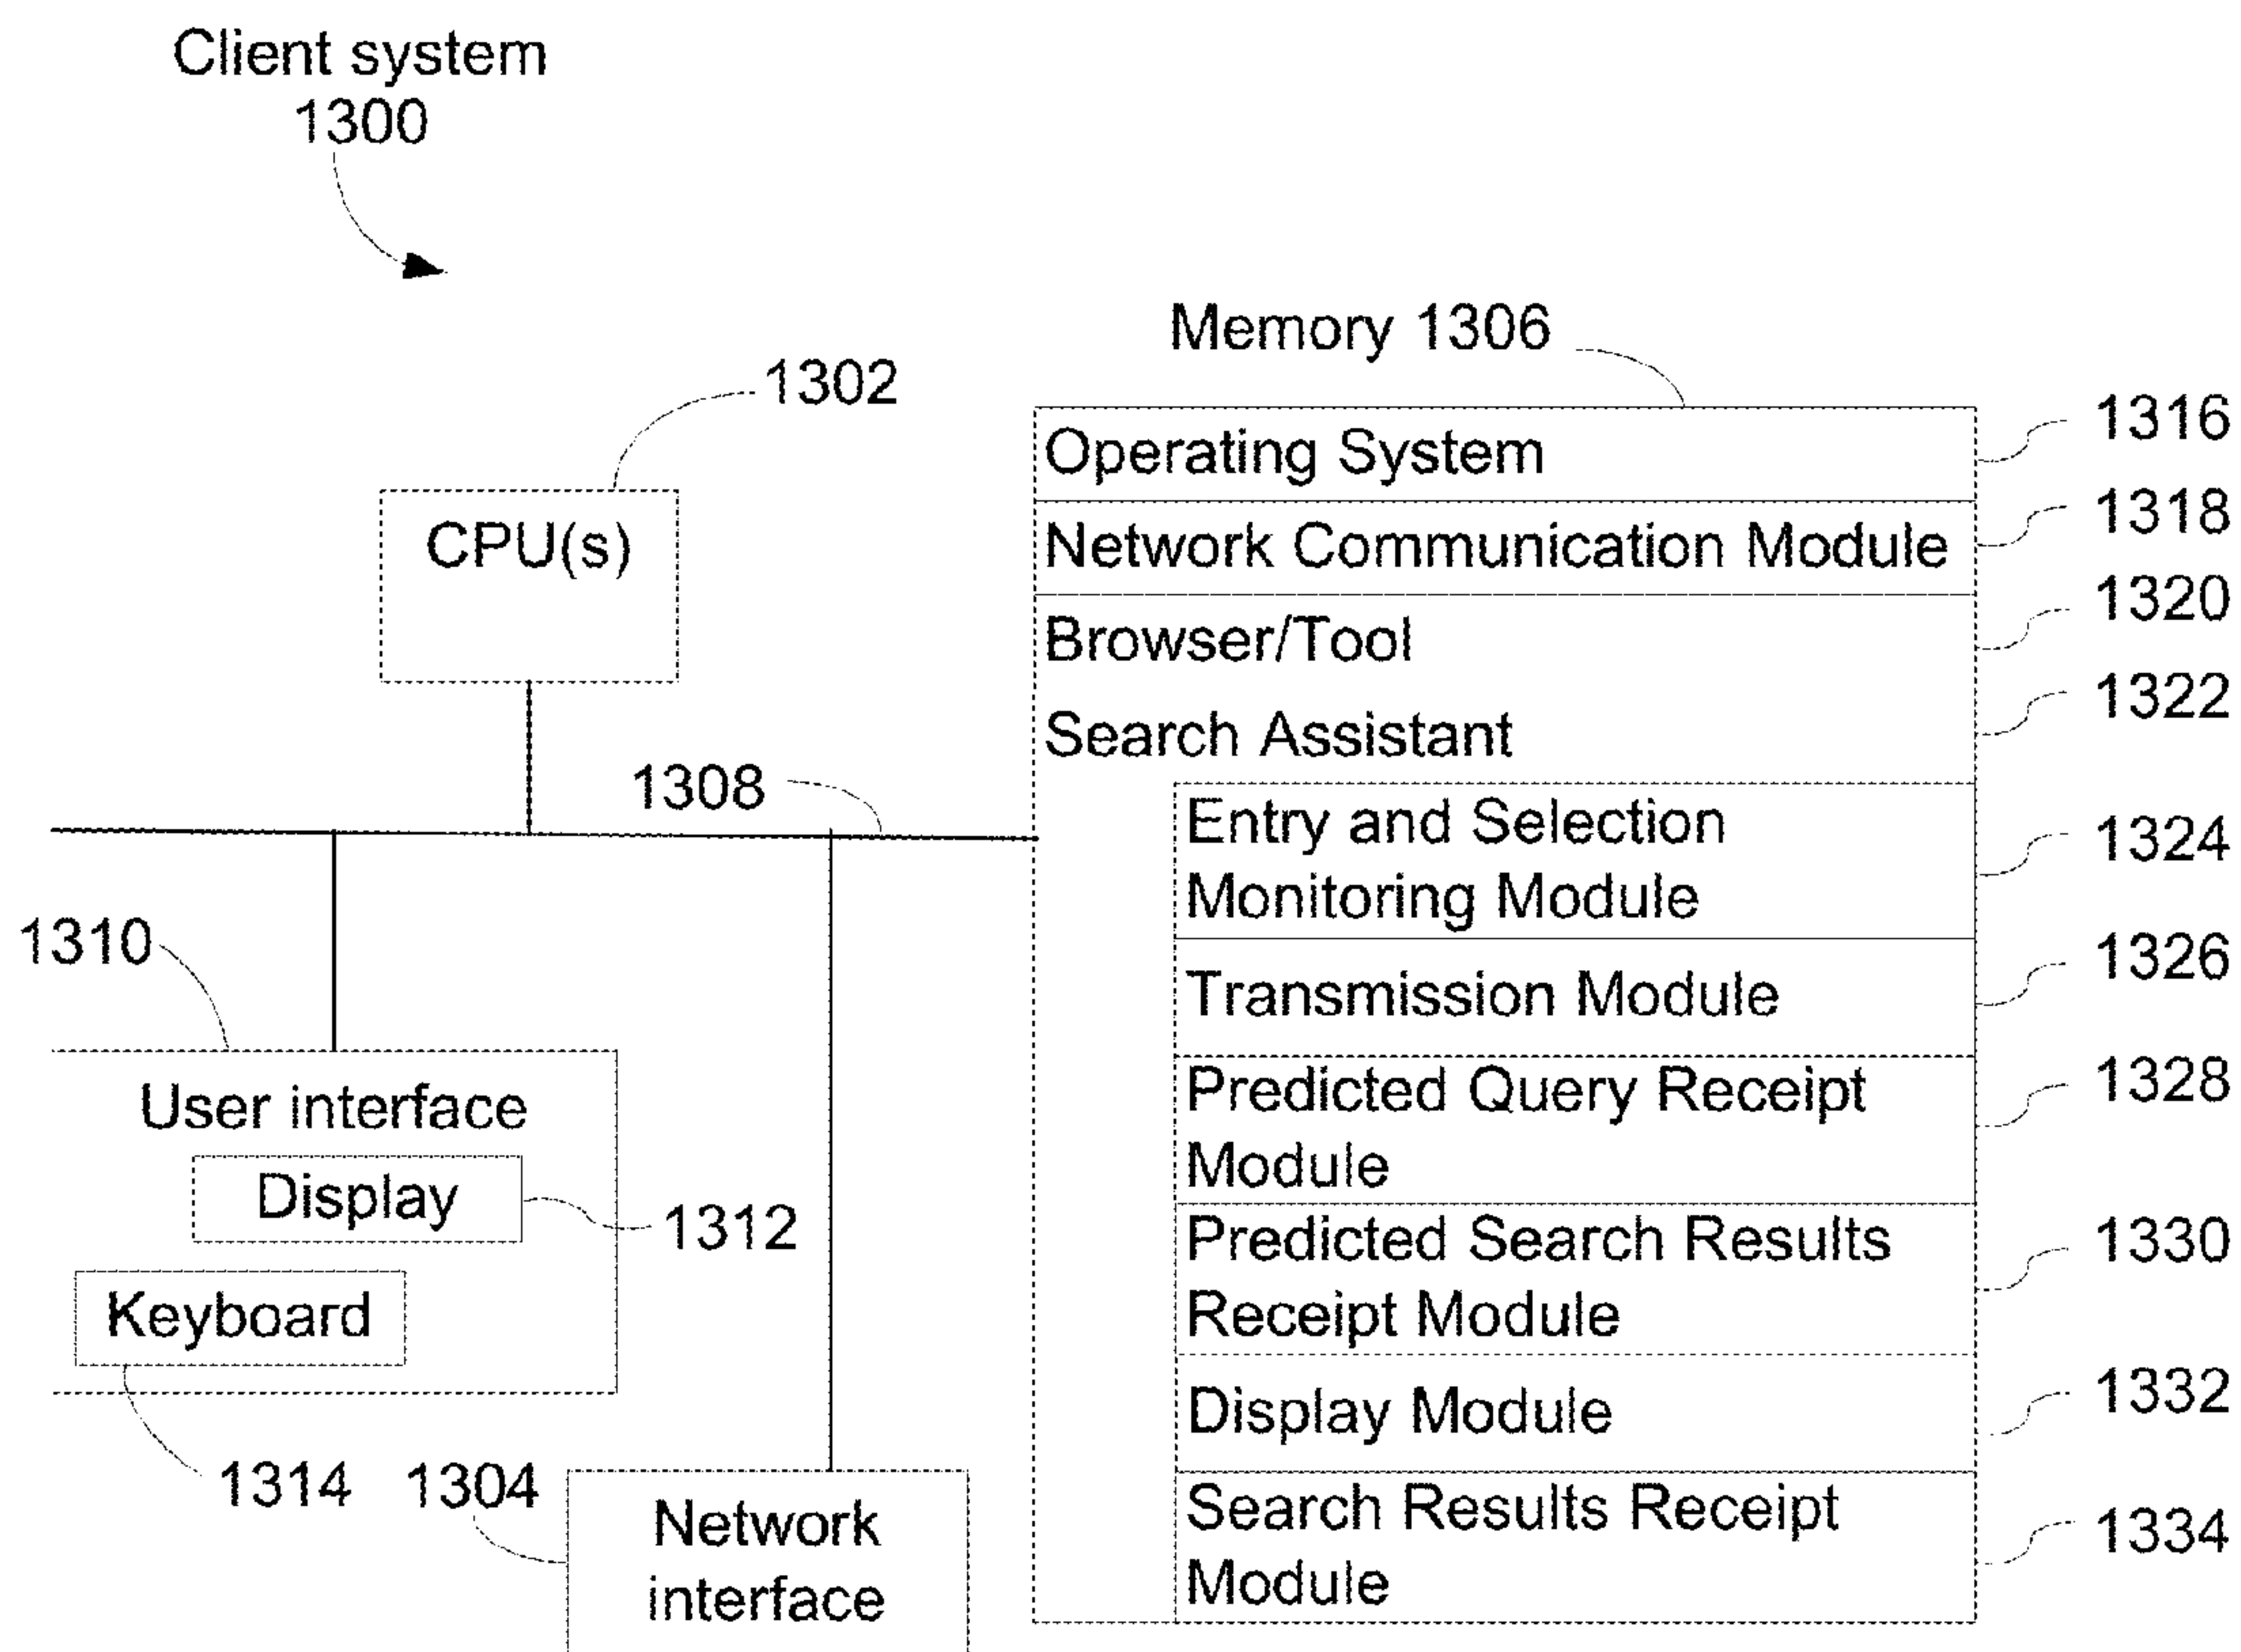 Client system
1300
Memory 1306
1302
CPU(s)
1308
1310
User interface
Display
1312
Keyboard
1314
1304
Network
interface
Operating System
1316
Network Communication Module
1318
Browser/Tool
1320
Search Assistant
1322
Entry and Selection
Monitoring Module
1324
Transmission Module
1326
Predicted Query Receipt
Module
1328
Predicted Search Results
Receipt Module
1330
Display Module
1332
Search Results Receipt
Module
1334